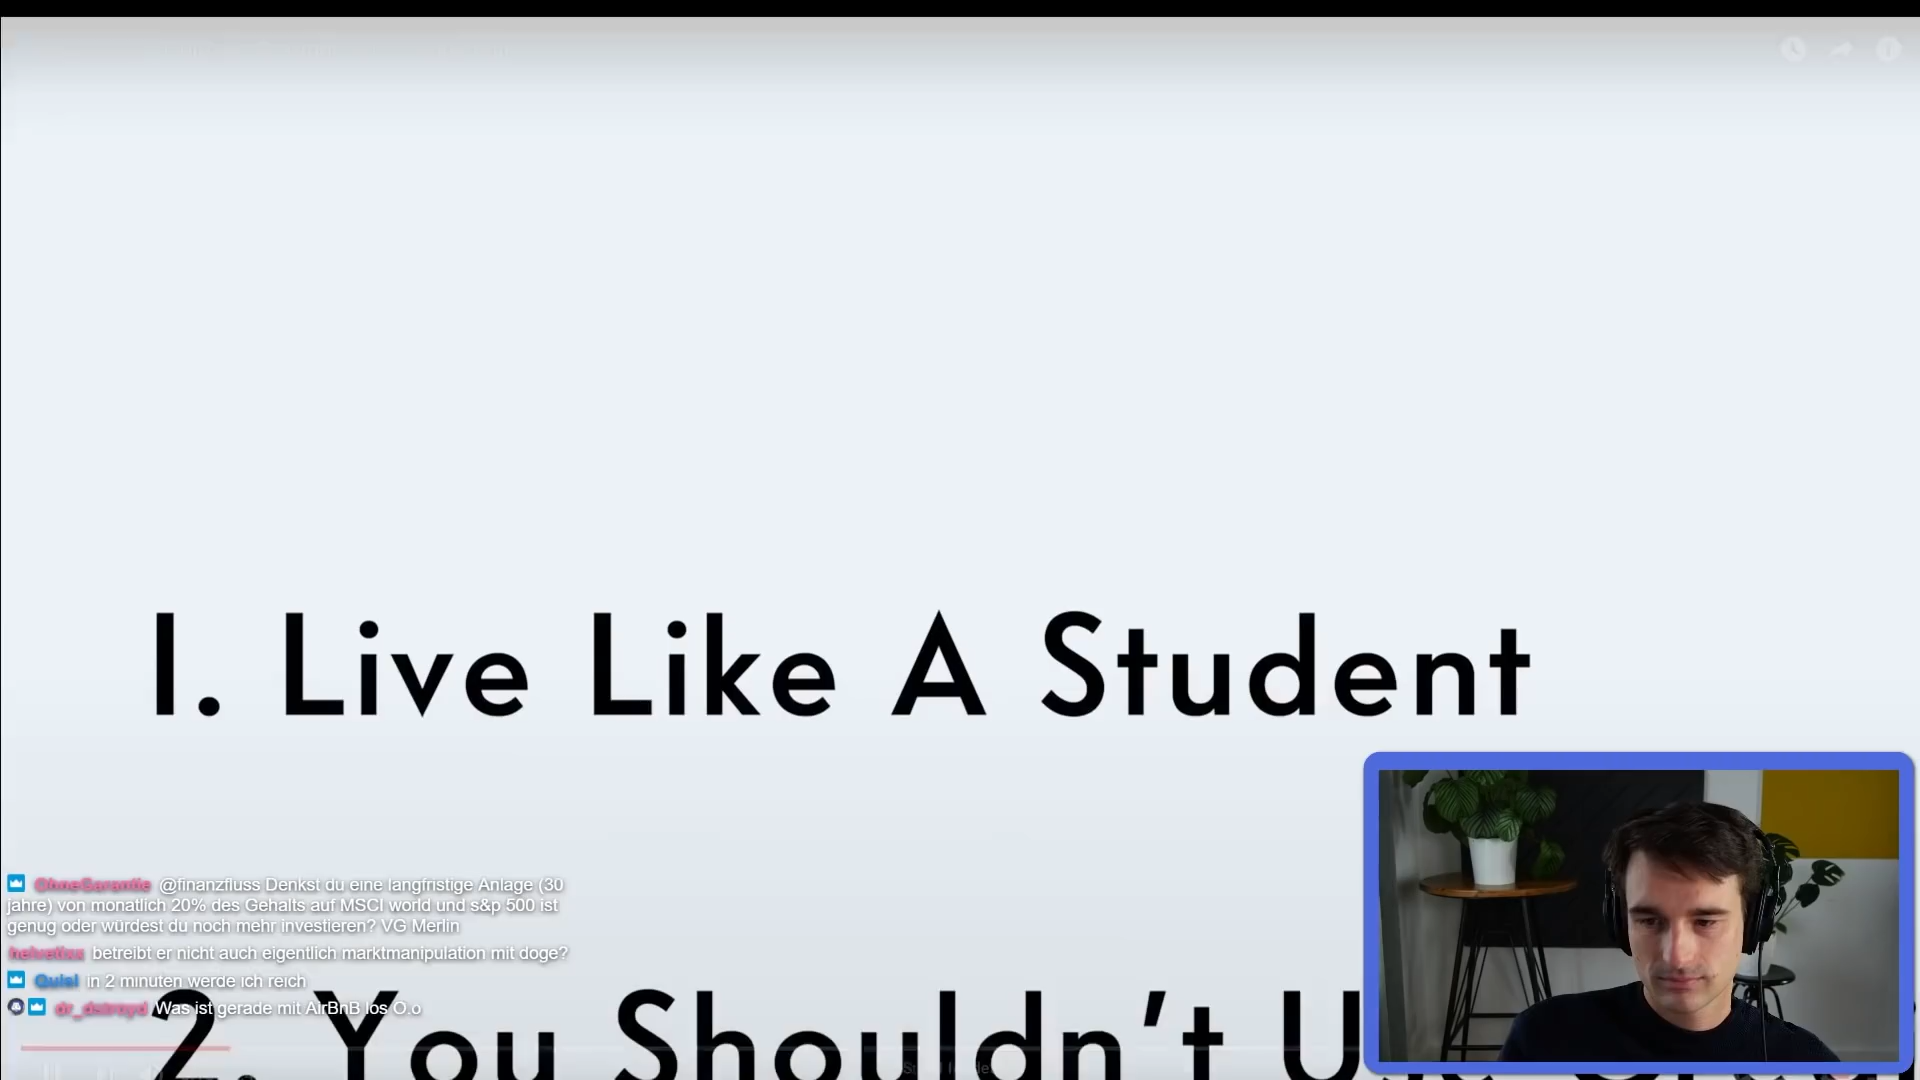 1. Live Like A Student
2. You Shouldn't
OhneGarantie @finanzfluss Denkst du eine langfristige Anlage (30
jahre) von monatlich 20% des Gehalts auf MSCI world und s&p 500 ist
genug oder würdest du noch mehr investieren? VG Merlin
betreibt er nicht auch eigentlich marktmanipulation mit doge?
in 2 minuten werde ich reich
dr_dstroyd Was ist gerade mit AirBnB los O.o